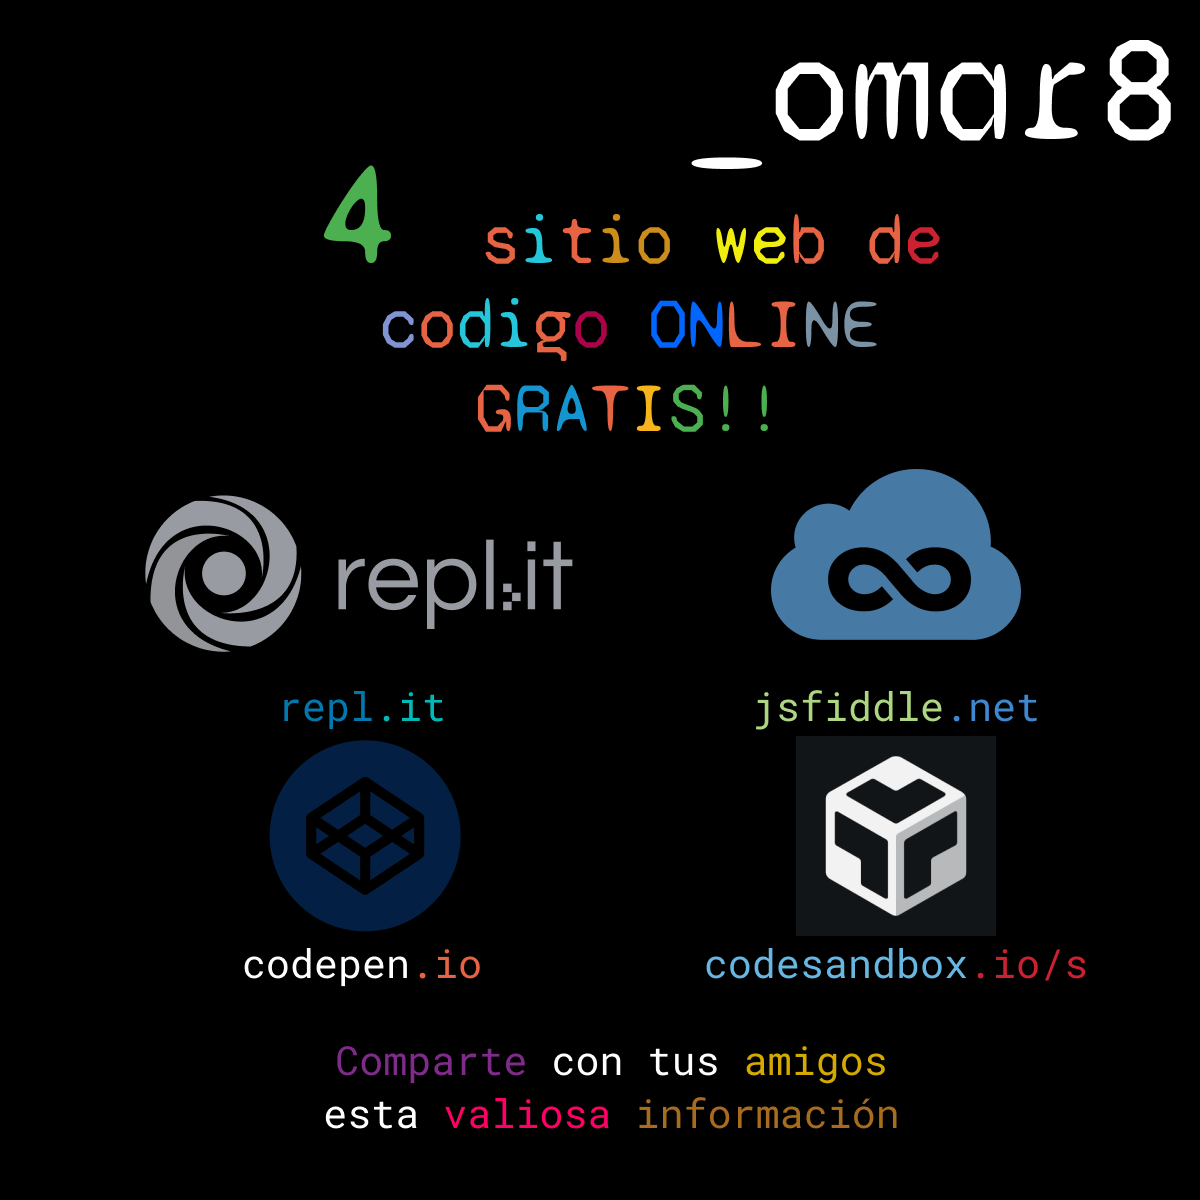 _omar8
4 sitio web de
codigo ONLINE
GRATIS!!
repl:it
repl.it
jsfiddle.net
codepen.io
codesandbox.io/s
Comparte con tus amigos
esta valiosa información